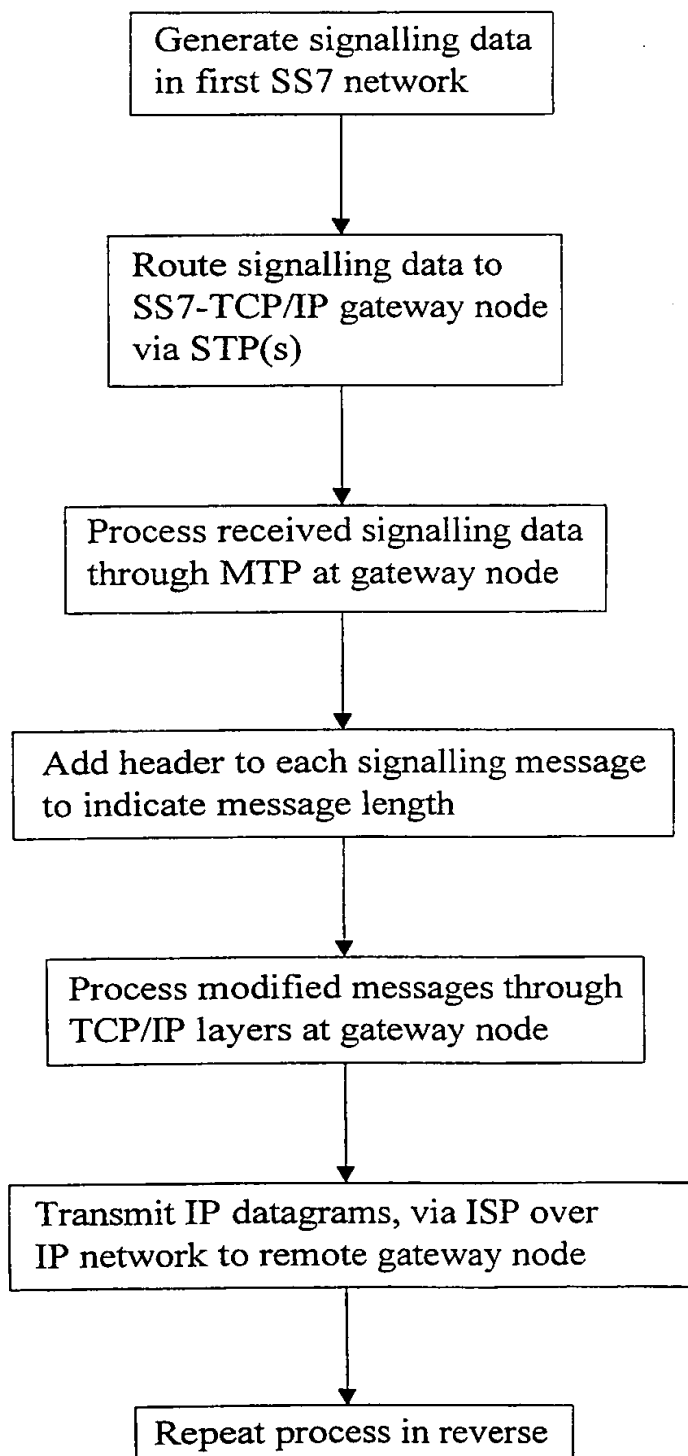 Generate signalling data
in first SS7 network
Route signalling data to
SS7-TCP/IP gateway node
via STP(s)
Process received signalling data
through MTP at gateway node
Add header to each signalling message
to indicate message length
Process modified messages through
TCP/IP layers at gateway node
Transmit IP datagrams, via ISP over
IP network to remote gateway node
Repeat process in reverse